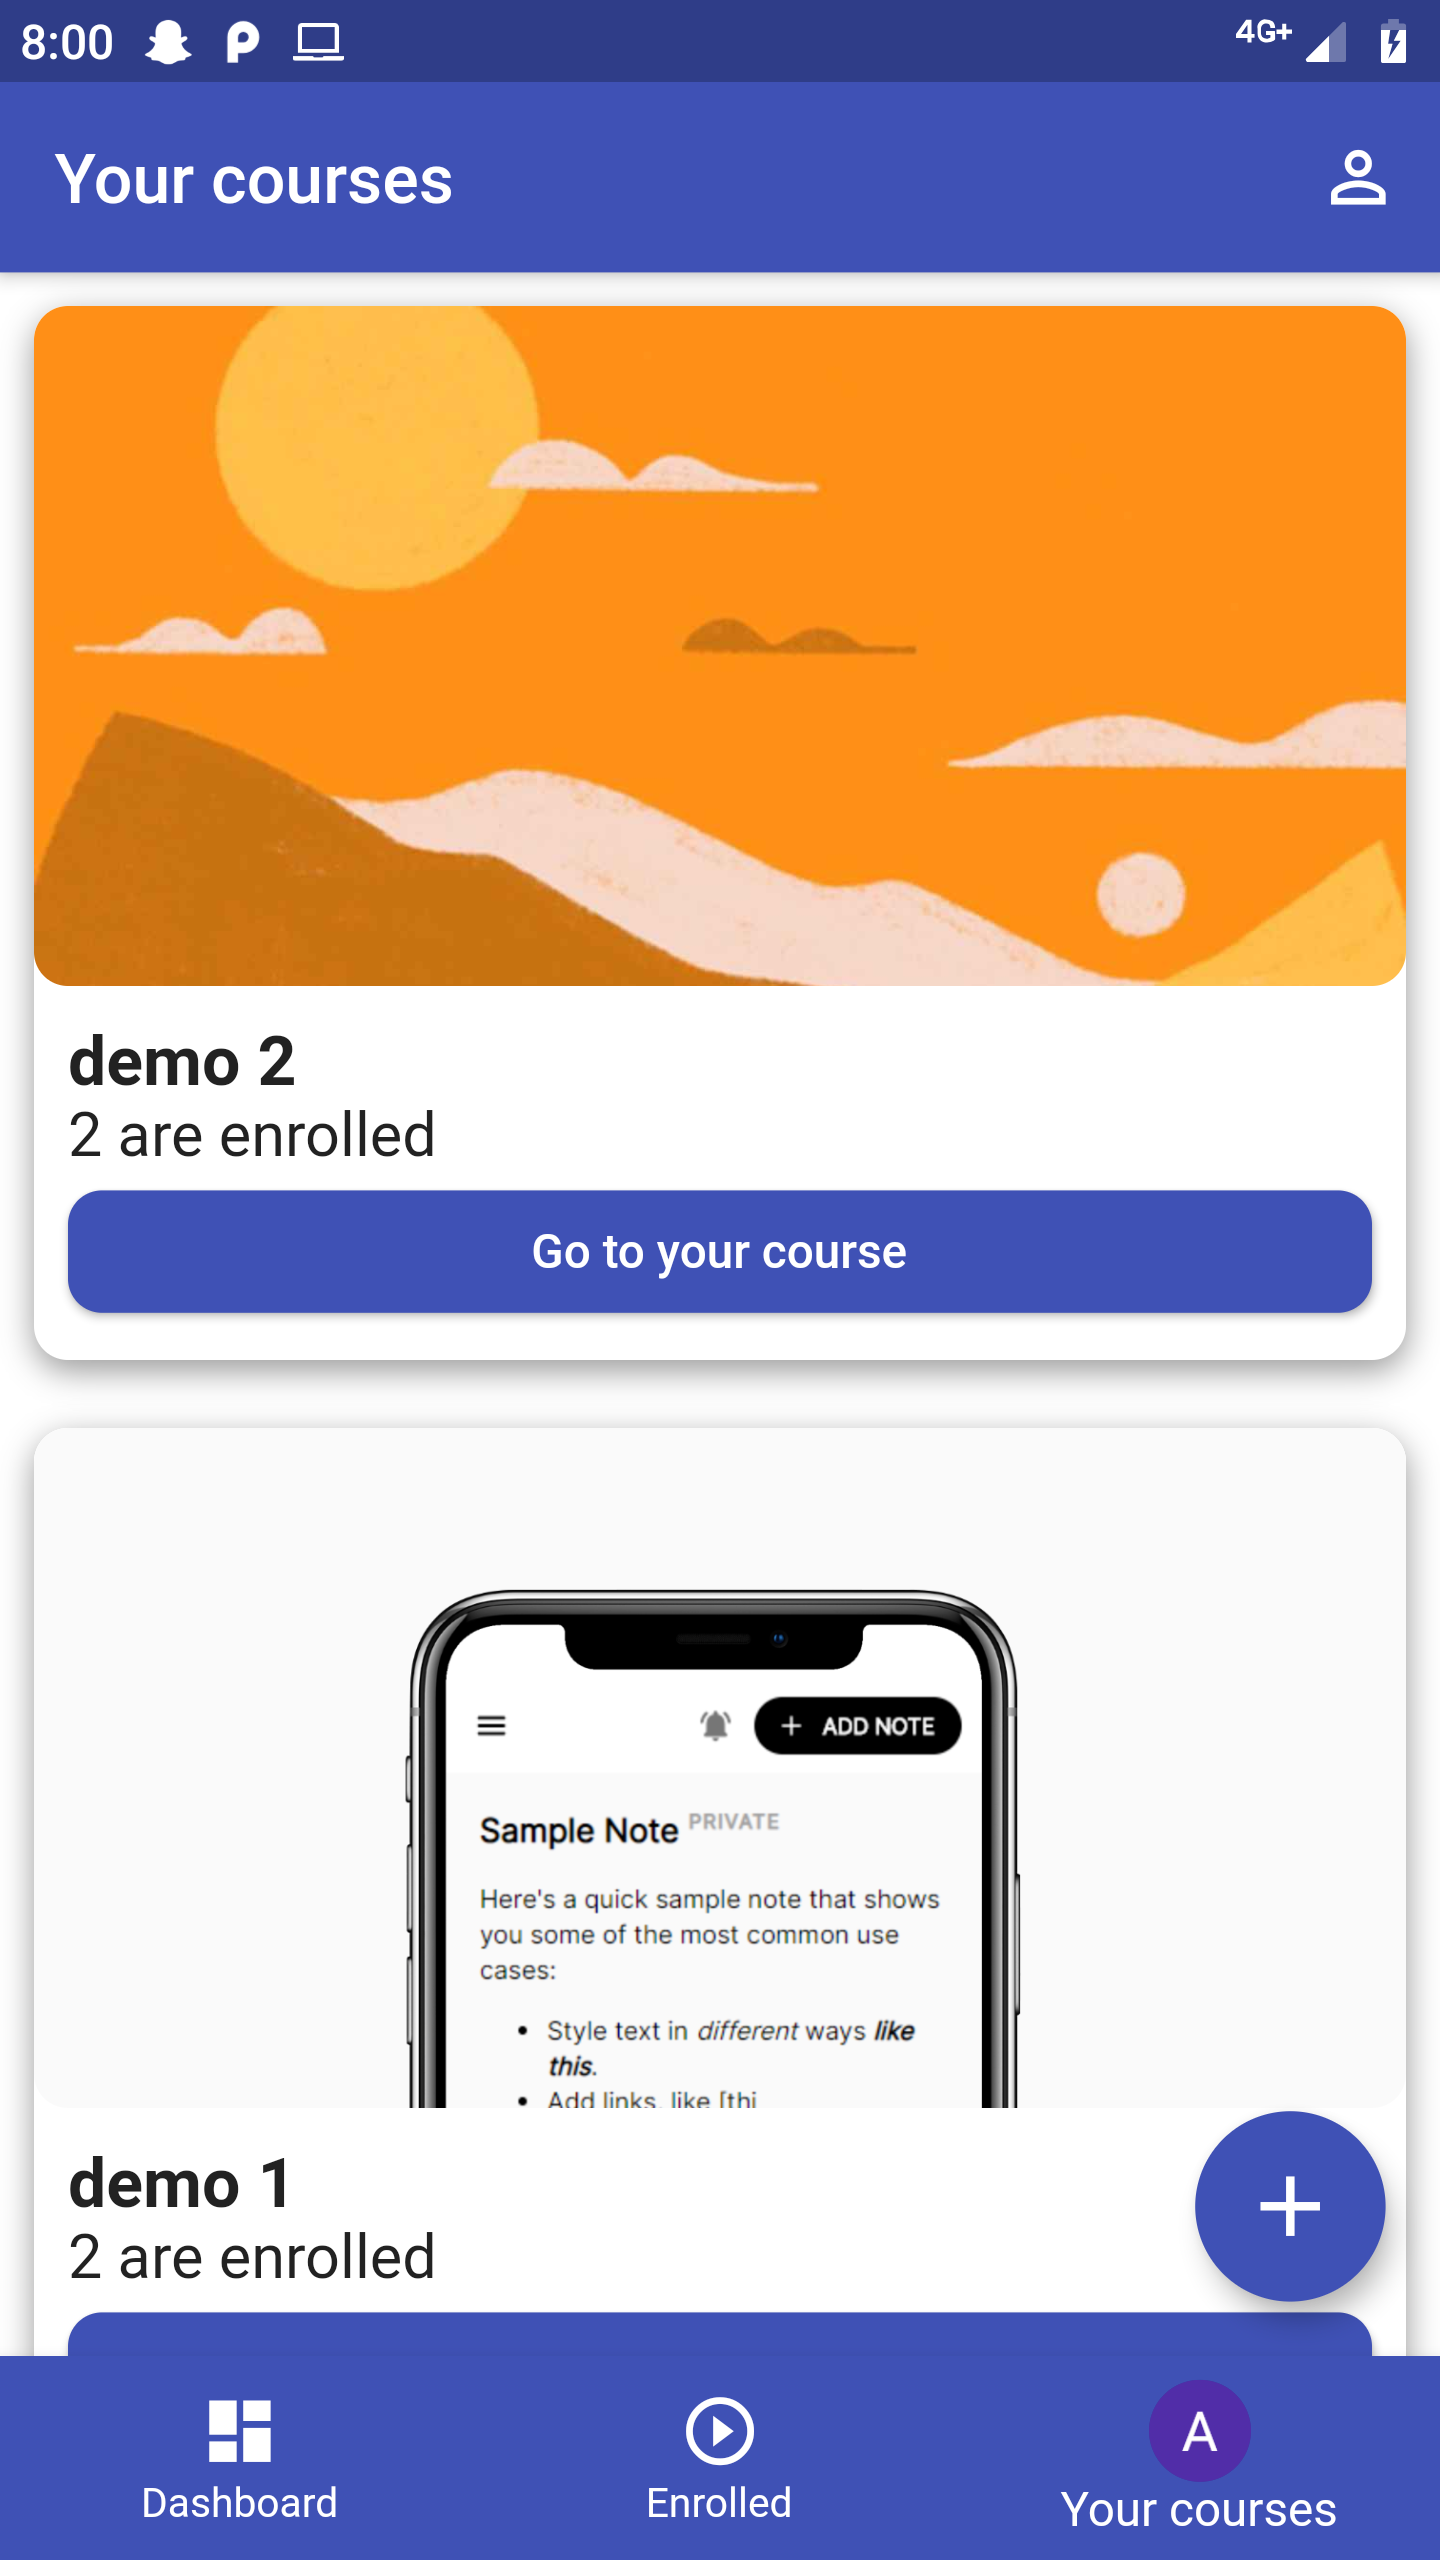 8:00
4G+
Your courses
demo 2
2 are enrolled
Go to your course
ADD NOTE
Sample Note PRIVATE
Here's a quick sample note that shows
you some of the most common use
cases:
• Style text in different ways like
this.
• Add links, like [thi
demo 1
2 are enrolled
A
Dashboard
Enrolled
Your courses